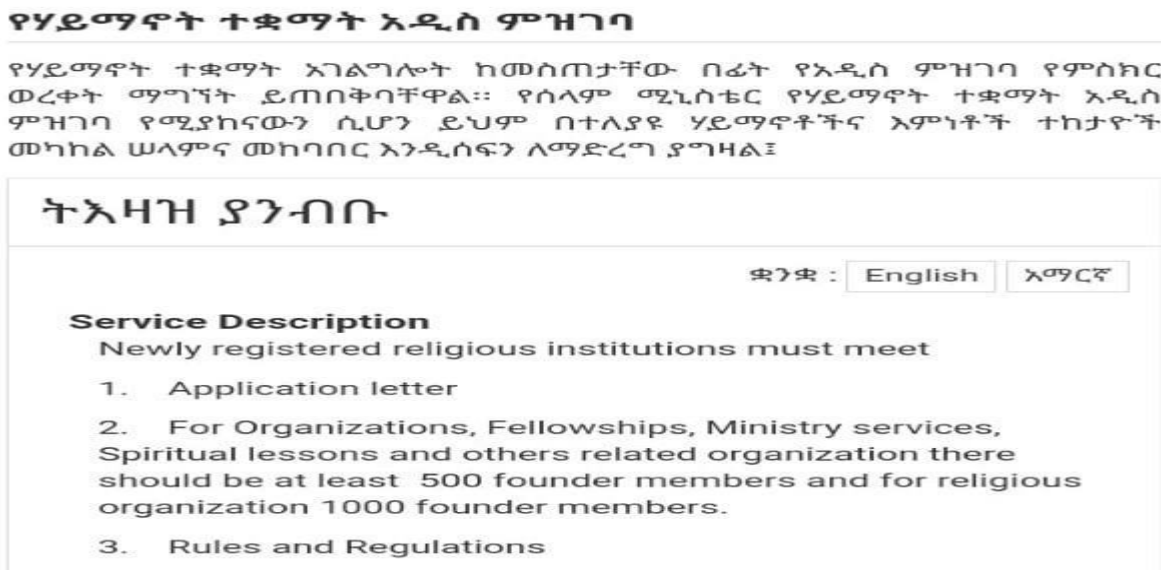 የሃይማኖት ተቋማት አዲስ ምዝገባ
የሃይማኖት ተቋማት አገልግሎት ከመስጠታቸው በፊት የአዲስ ምዝገባ የምስክር
ወረቀት ማግኘት ይጠበቅባቸዋል፡፡ የሰላም ሚኒስቴር የሃይማኖት ተቋማት አዲስ
ምዝገባ የሚያከናውን ሲሆን ይህም በተለያዩ ሃይማኖቶችና እምነቶች ተከታዮች
መካከል ሠላምና መከባበር እንዲሰፍን ለማድረግ ያግዛል፤
ትእዛዝ ያንብቡ
ቋንቋ : English አማርኛ
Service Description
Newly registered religious institutions must meet
1. Application letter
2. For Organizations, Fellowships, Ministry services,
Spiritual lessons and others related organization there
should be at least 500 founder members and for religious
organization 1000 founder members.
3. Rules and Regulations